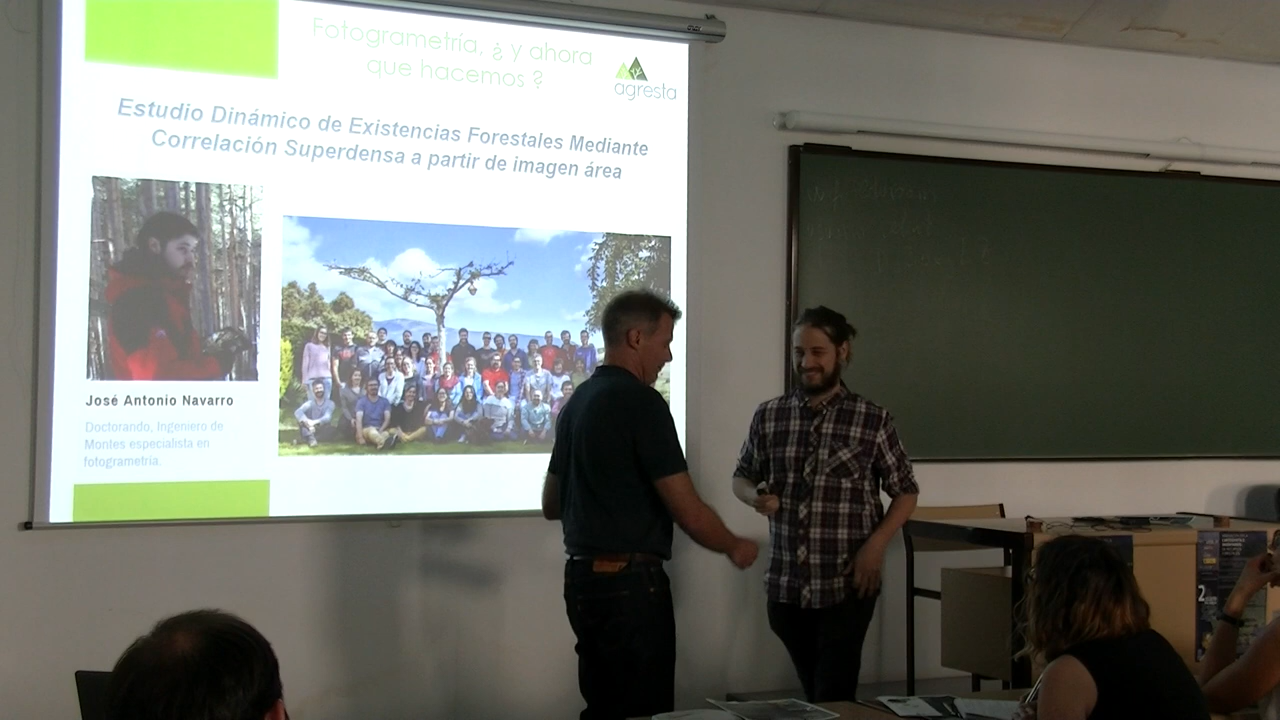 Fotogrametría, ¿ y ahora
que hacemos ?
agresta
Estudio Dinámico de Existencias Forestales Mediante
Correlación Superdensa a partir de imagen área
José Antonio Navarro
Doctorando, Ingeniero de
Montes especialista en
fotogrametría.
2